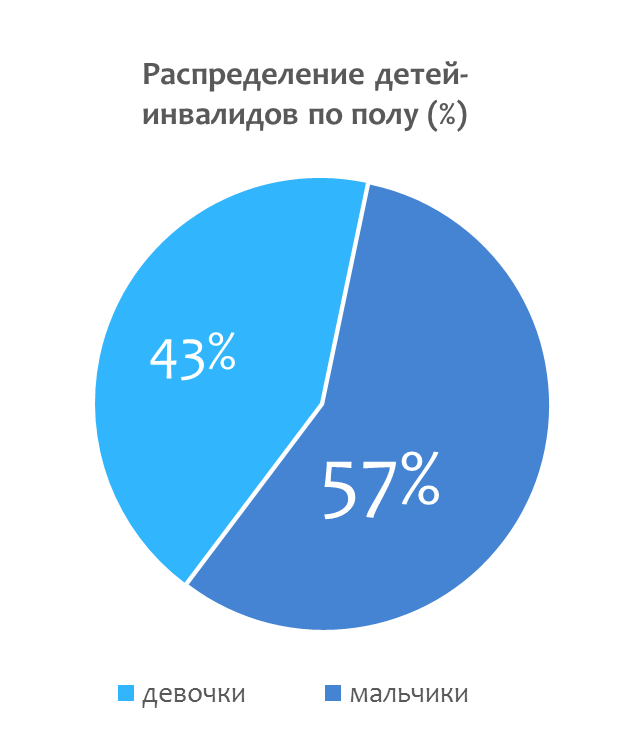 Распределение детей-
инвалидов по полу (%)
43%
57%
девочки
мальчики